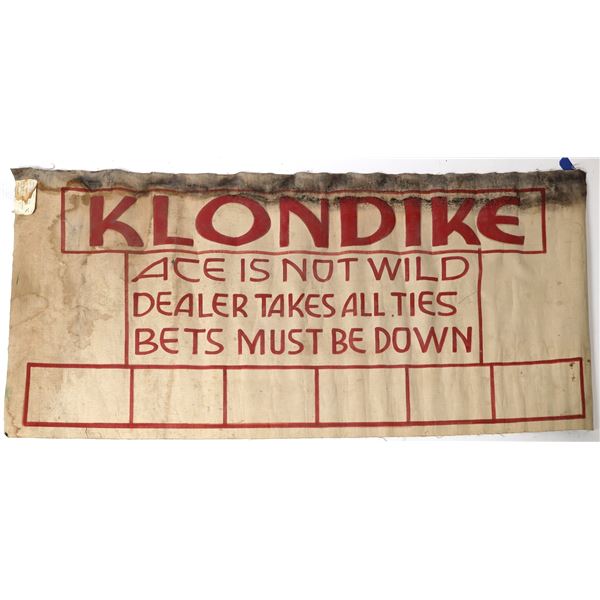 KLONDIKE
ACE IS NOT WILD
DEALER TAKES ALL TIES
BETS MUST BE DOWN